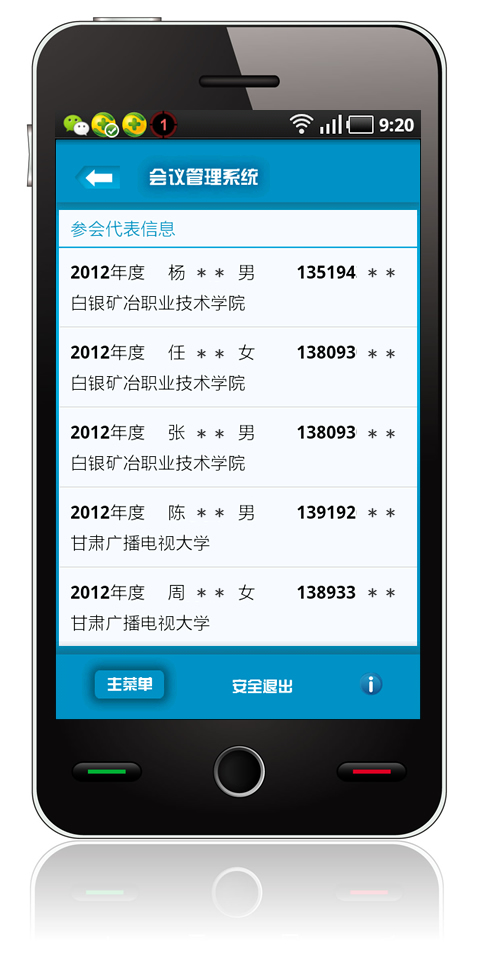 1
9:20
会议管理系统
参会代表信息
2012年度 杨 ** 男 135194 **
白银矿冶职业技术学院
2012年度 任 ** 女 138093 **
白银矿冶职业技术学院
2012年度 张 ** 男 138093 **
白银矿冶职业技术学院
2012年度 陈 ** 男 139192 **
甘肃广播电视大学
2012年度 周 ** 女 138933 **
甘肃广播电视大学
主菜单 安全退出 i